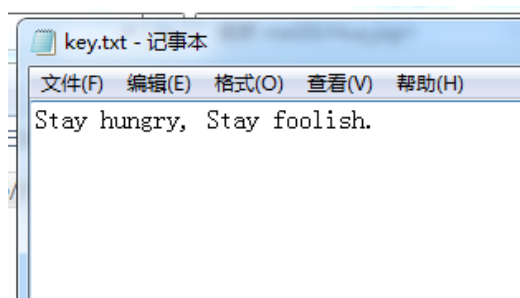 key.txt - 记事本
文件(F) 编辑(E) 格式(O) 查看(V) 帮助(H)
Stay hungry, Stay foolish.